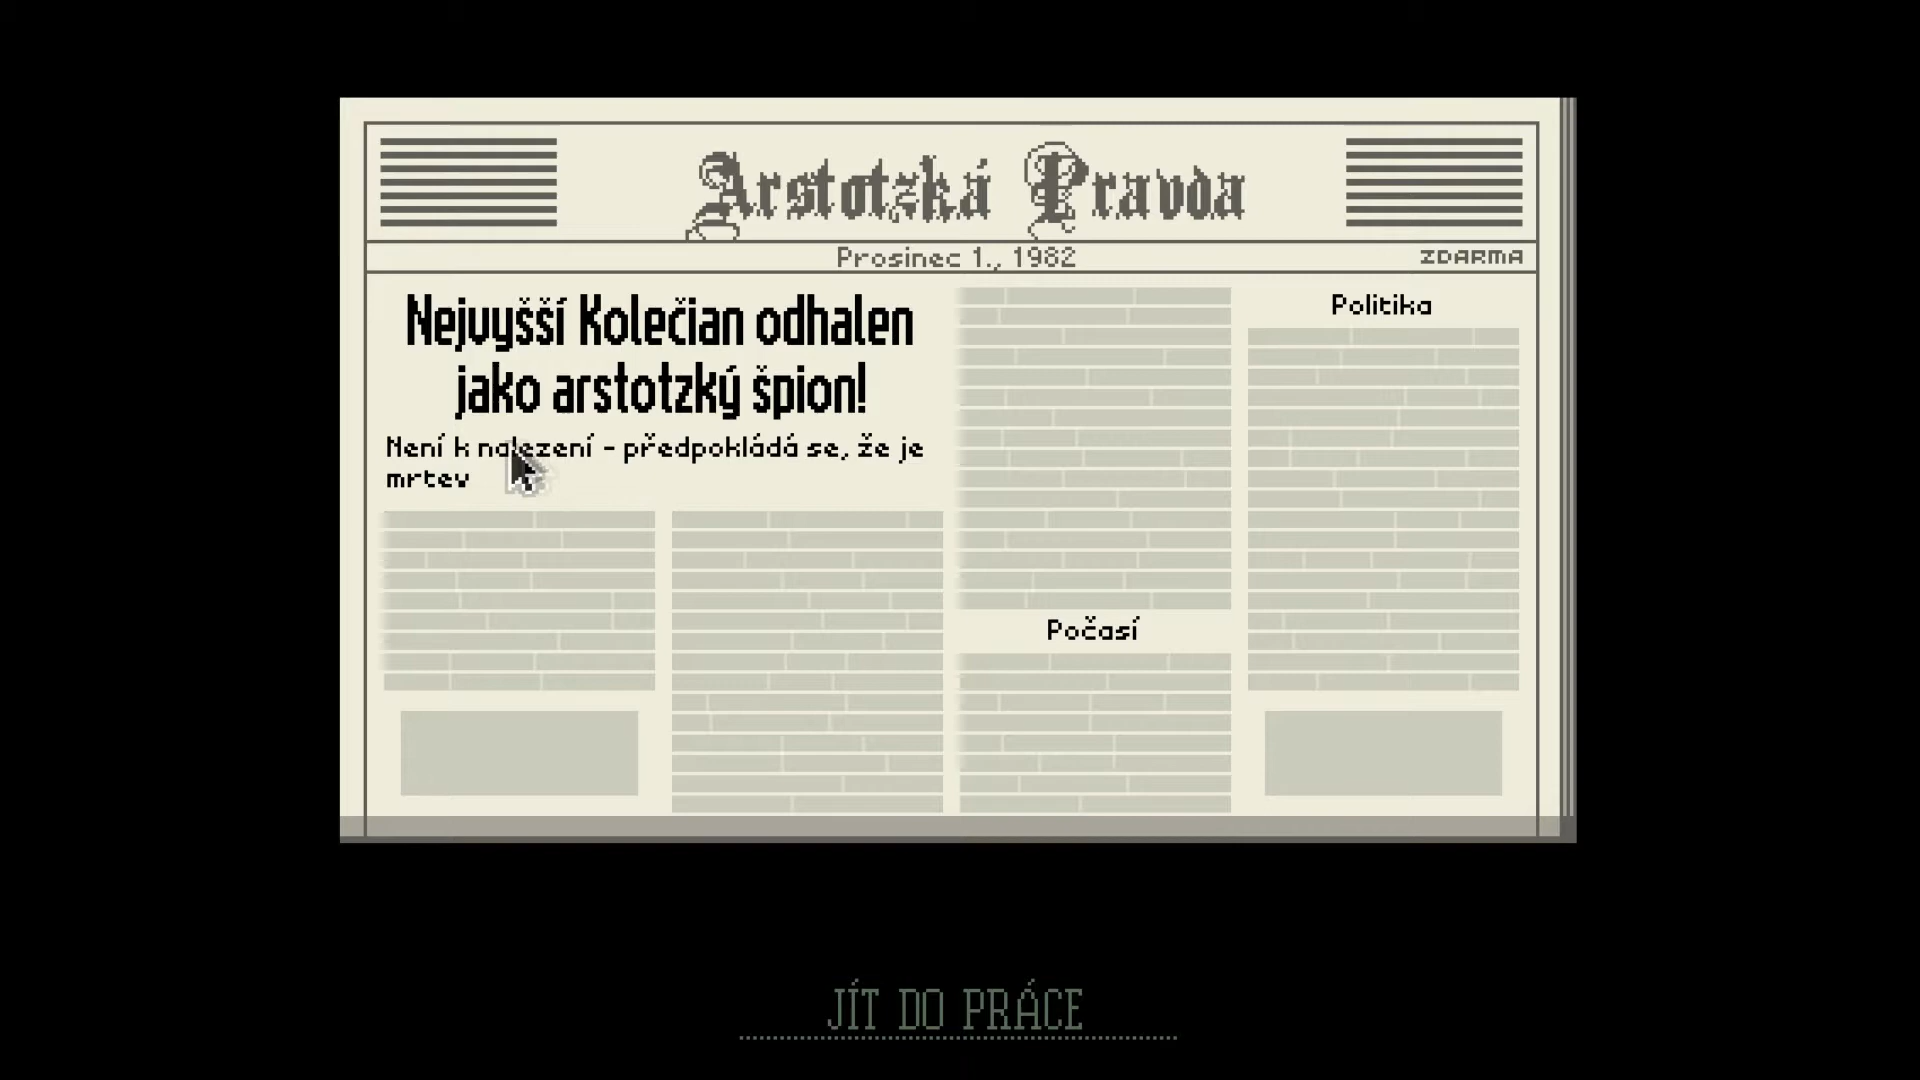 Arstotzká Pravda
Prosinec 1., 1982
ZDARMA
Nejvyšší Kolečian odhalen
jako arstotzký špion!
Není k nalezení - předpokládá se, že je
mrtev
Politika
Počasí
JÍT DO PRÁCE